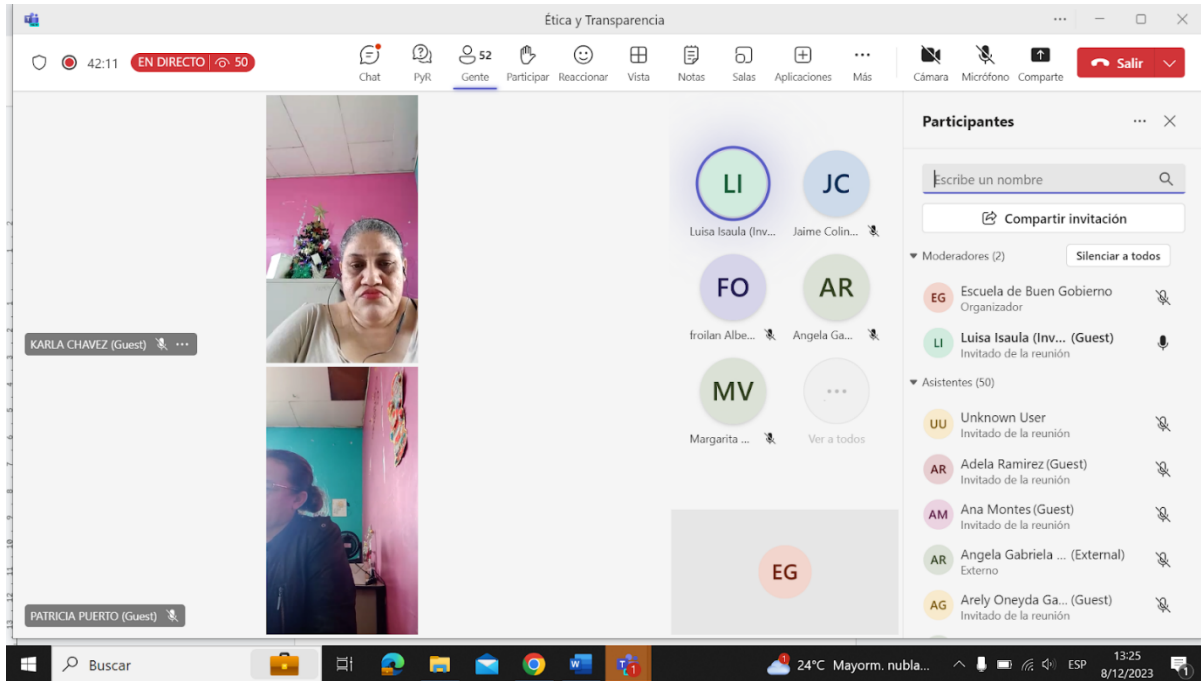 Ética y Transparencia
42:11
EN DIRECTO 50
Chat
PyR
52
Gente
Participar
Reaccionar
Vista
Notas
Salas
Aplicaciones
Más
Cámara
Micrófono
Comparte
Salir
KARLA CHAVEZ (Guest)
PATRICIA PUERTO (Guest)
LI
Luisa Isaula (Inv...
JC
Jaime Colin...
FO
froilan Albe...
AR
Angela Ga...
MV
Margarita ...
Ver a todos
EG
Participantes
Escribe un nombre
Compartir invitación
Moderadores (2)
Silenciar a todos
EG
Escuela de Buen Gobierno
Organizador
LI
Luisa Isaula (Inv... (Guest)
Invitado de la reunión
Asistentes (50)
UU
Unknown User
Invitado de la reunión
AR
Adela Ramirez (Guest)
Invitado de la reunión
AM
Ana Montes (Guest)
Invitado de la reunión
AR
Angela Gabriela ... (External)
Externo
AG
Arely Oneyda Ga... (Guest)
Invitado de la reunión
Buscar
24°C Mayorm. nubla...
ESP
13:25
8/12/2023